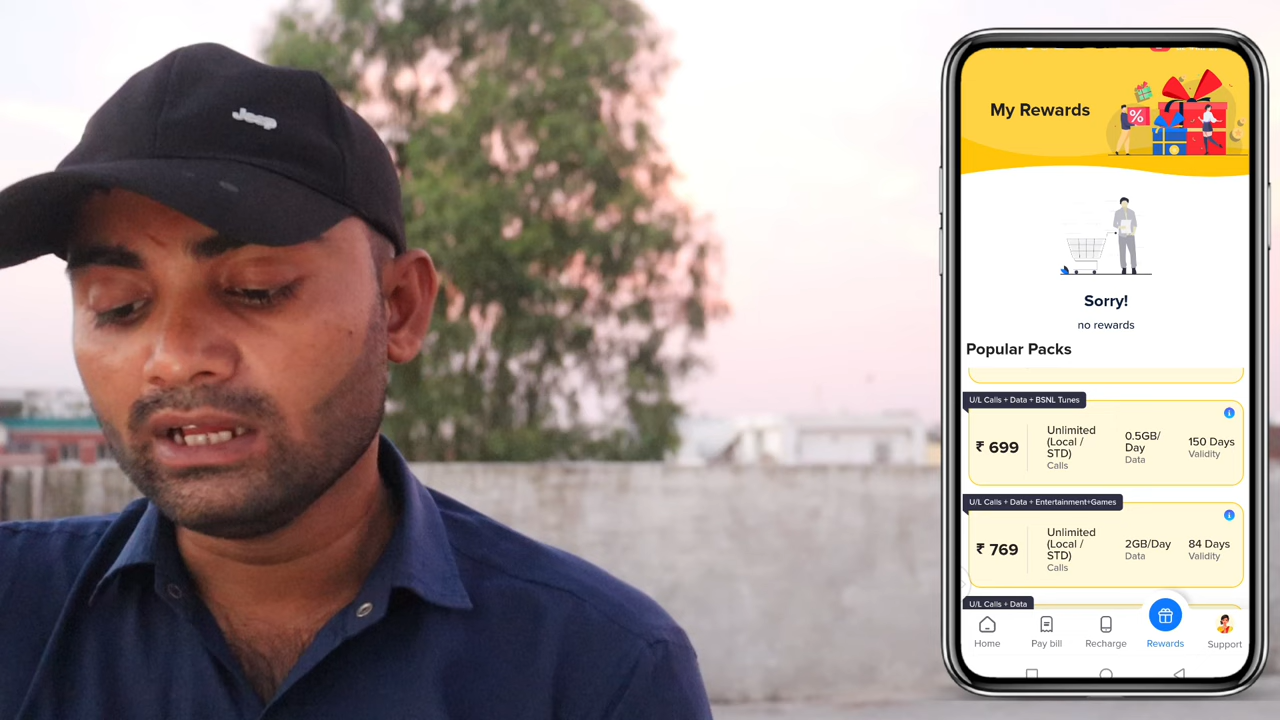 Jeep
My Rewards
%
Sorry!
no rewards
Popular Packs
U/L Calls + Data + BSNL Tunes
₹ 699
Unlimited
(Local /
STD)
Calls
0.5GB/
Day
Data
150 Days
Validity
U/L Calls + Data + Entertainment+Games
₹ 769
Unlimited
(Local /
STD)
Calls
2GB/Day
Data
84 Days
Validity
U/L Calls + Data
Home
Pay bill
Recharge
Rewards
Support